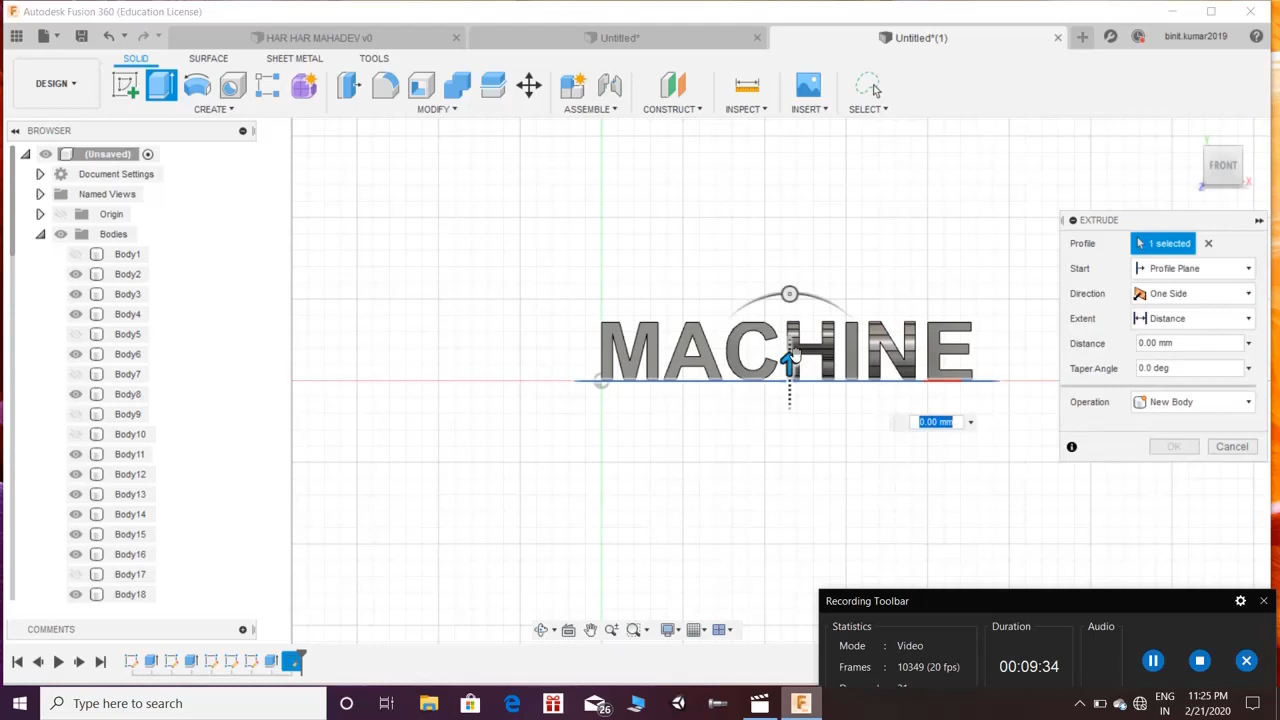 Autodesk Fusion 360 (Education License)
HAR HAR MAHADEV v0
Untitled*
Untitled*(1)
binit.kumar2019
SOLID
SURFACE
SHEET METAL
TOOLS
DESIGN
CREATE
MODIFY
ASSEMBLE
CONSTRUCT
INSPECT
INSERT
SELECT
BROWSER
(Unsaved)
Document Settings
Named Views
Origin
Bodies
Body1
Body2
Body3
Body4
Body5
Body6
Body7
Body8
Body9
Body10
Body11
Body12
Body13
Body14
Body15
Body16
Body17
Body18
COMMENTS
MACHINE
0.00 mm
Y
FRONT
X
Z
EXTRUDE
Profile 1 selected
Start Profile Plane
Direction One Side
Extent Distance
Distance 0.00 mm
Taper Angle 0.0 deg
Operation New Body
OK Cancel
Recording Toolbar
Statistics
Mode : Video
Frames : 10349 (20 fps)
Duration
00:09:34
Audio
Type here to search
26
ENG
IN
11:25 PM
2/21/2020